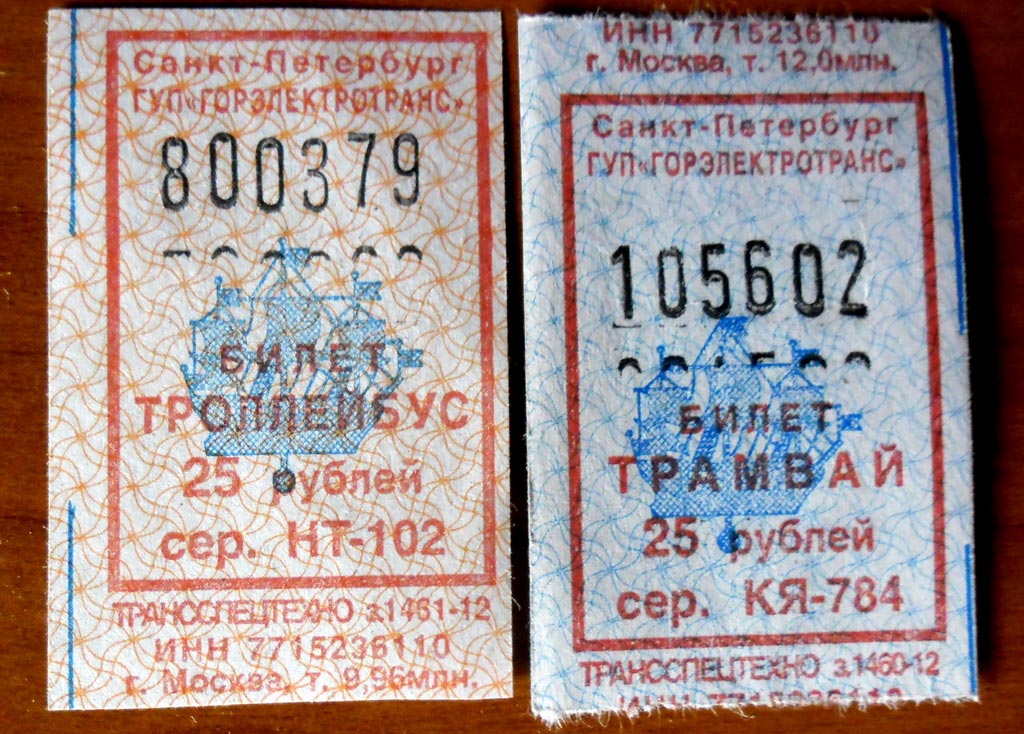 Санкт-Петербург
ГУП«ГОРЭЛЕКТРОТРАНС»
800379
БИЛЕТ
ТРОЛЛЕЙБУС
25 рублей
сер. НТ-102
ТРАНССПЕЦТЕХНО з.1461-12
ИНН 7715236110
г. Москва, т. 9,96млн.
ИНН 7715236110
г. Москва, т. 12,0млн.
Санкт-Петербург
ГУП«ГОРЭЛЕКТРОТРАНС»
105602
БИЛЕТ
ТРАМВАЙ
25 рублей
сер. КЯ-784
ТРАНССПЕЦТЕХНО з.1460-12